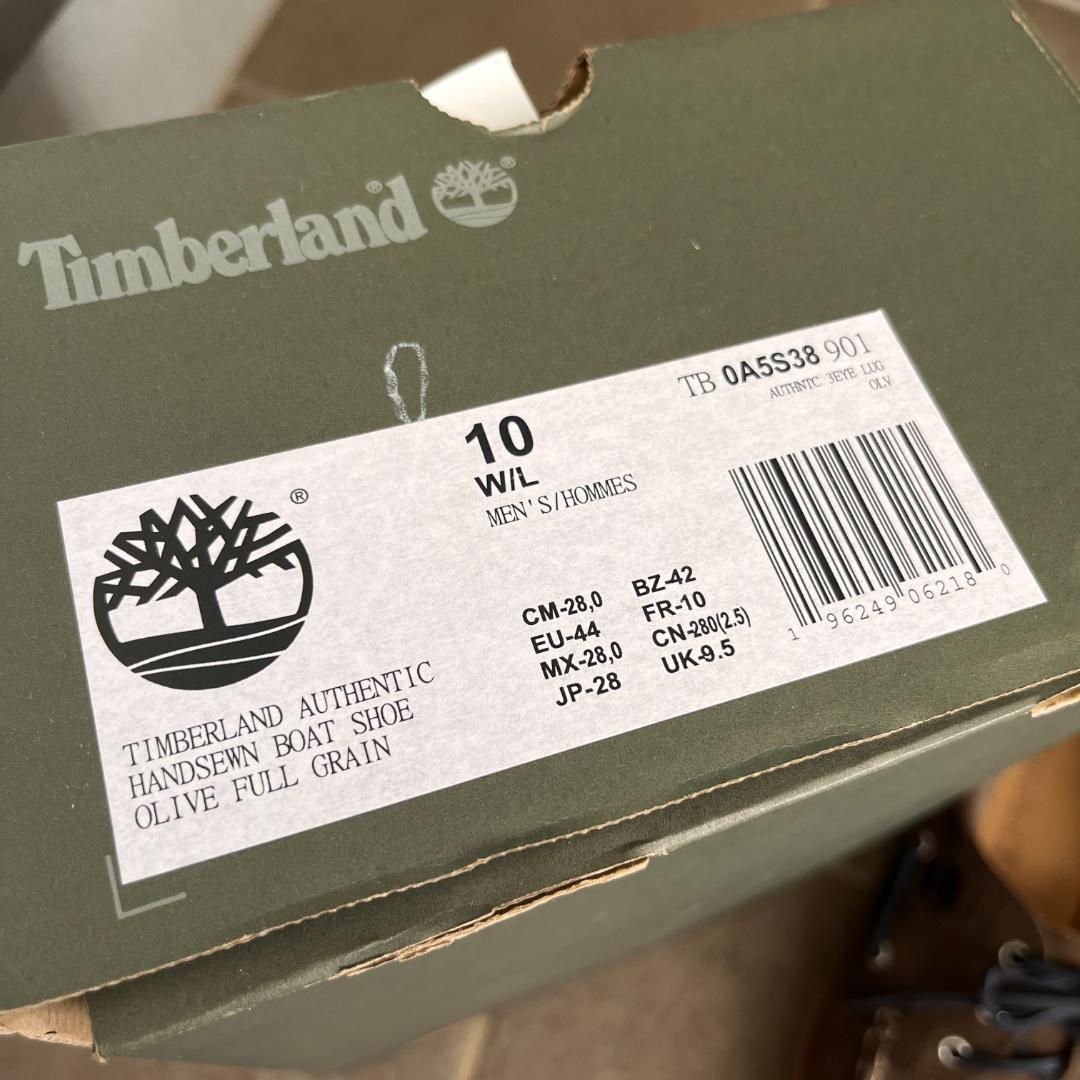 Timberland®
®
TB 0A5S38 901
AUTHNTC 3EYE LUG
OLV
10
W/L
MEN'S/HOMMES
®
CM-28,0 BZ-42
EU-44 FR-10
MX-28,0 CN-280(2.5)
JP-28 UK-9.5
1 96249 06218 0
TIMBERLAND AUTHENTIC
HANDSEWN BOAT SHOE
OLIVE FULL GRAIN